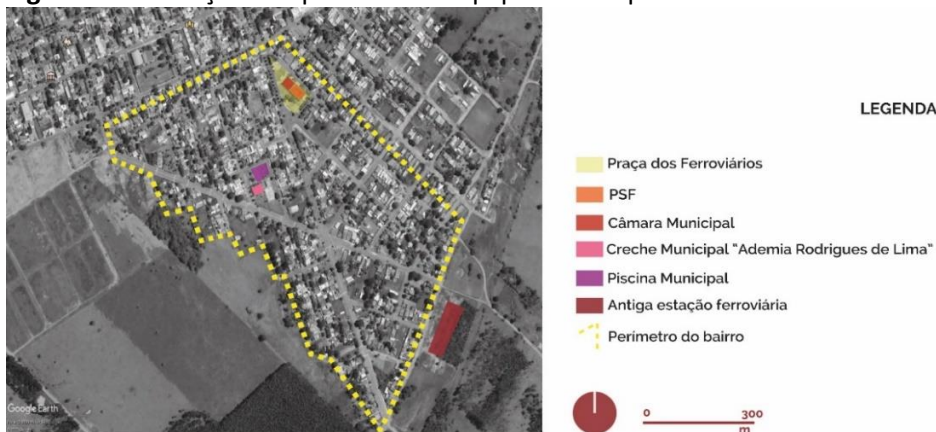 LEGENDA
Praça dos Ferroviários
PSF
Câmara Municipal
Creche Municipal "Ademia Rodrigues de Lima"
Piscina Municipal
Antiga estação ferroviária
Perímetro do bairro
0 300
m
Google Earth